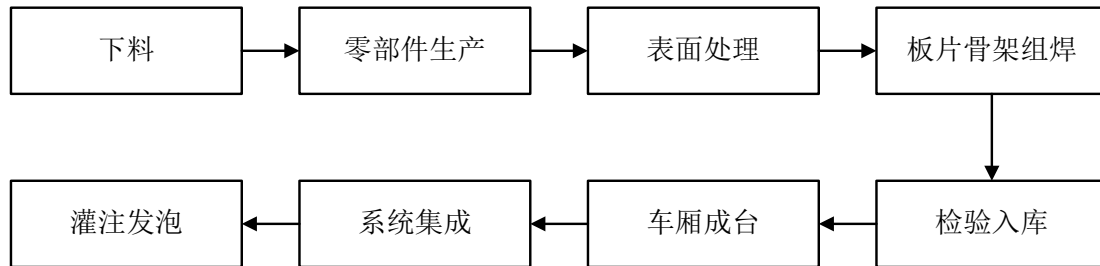 下料
零部件生产
表面处理
板片骨架组焊
灌注发泡
系统集成
车厢成台
检验入库